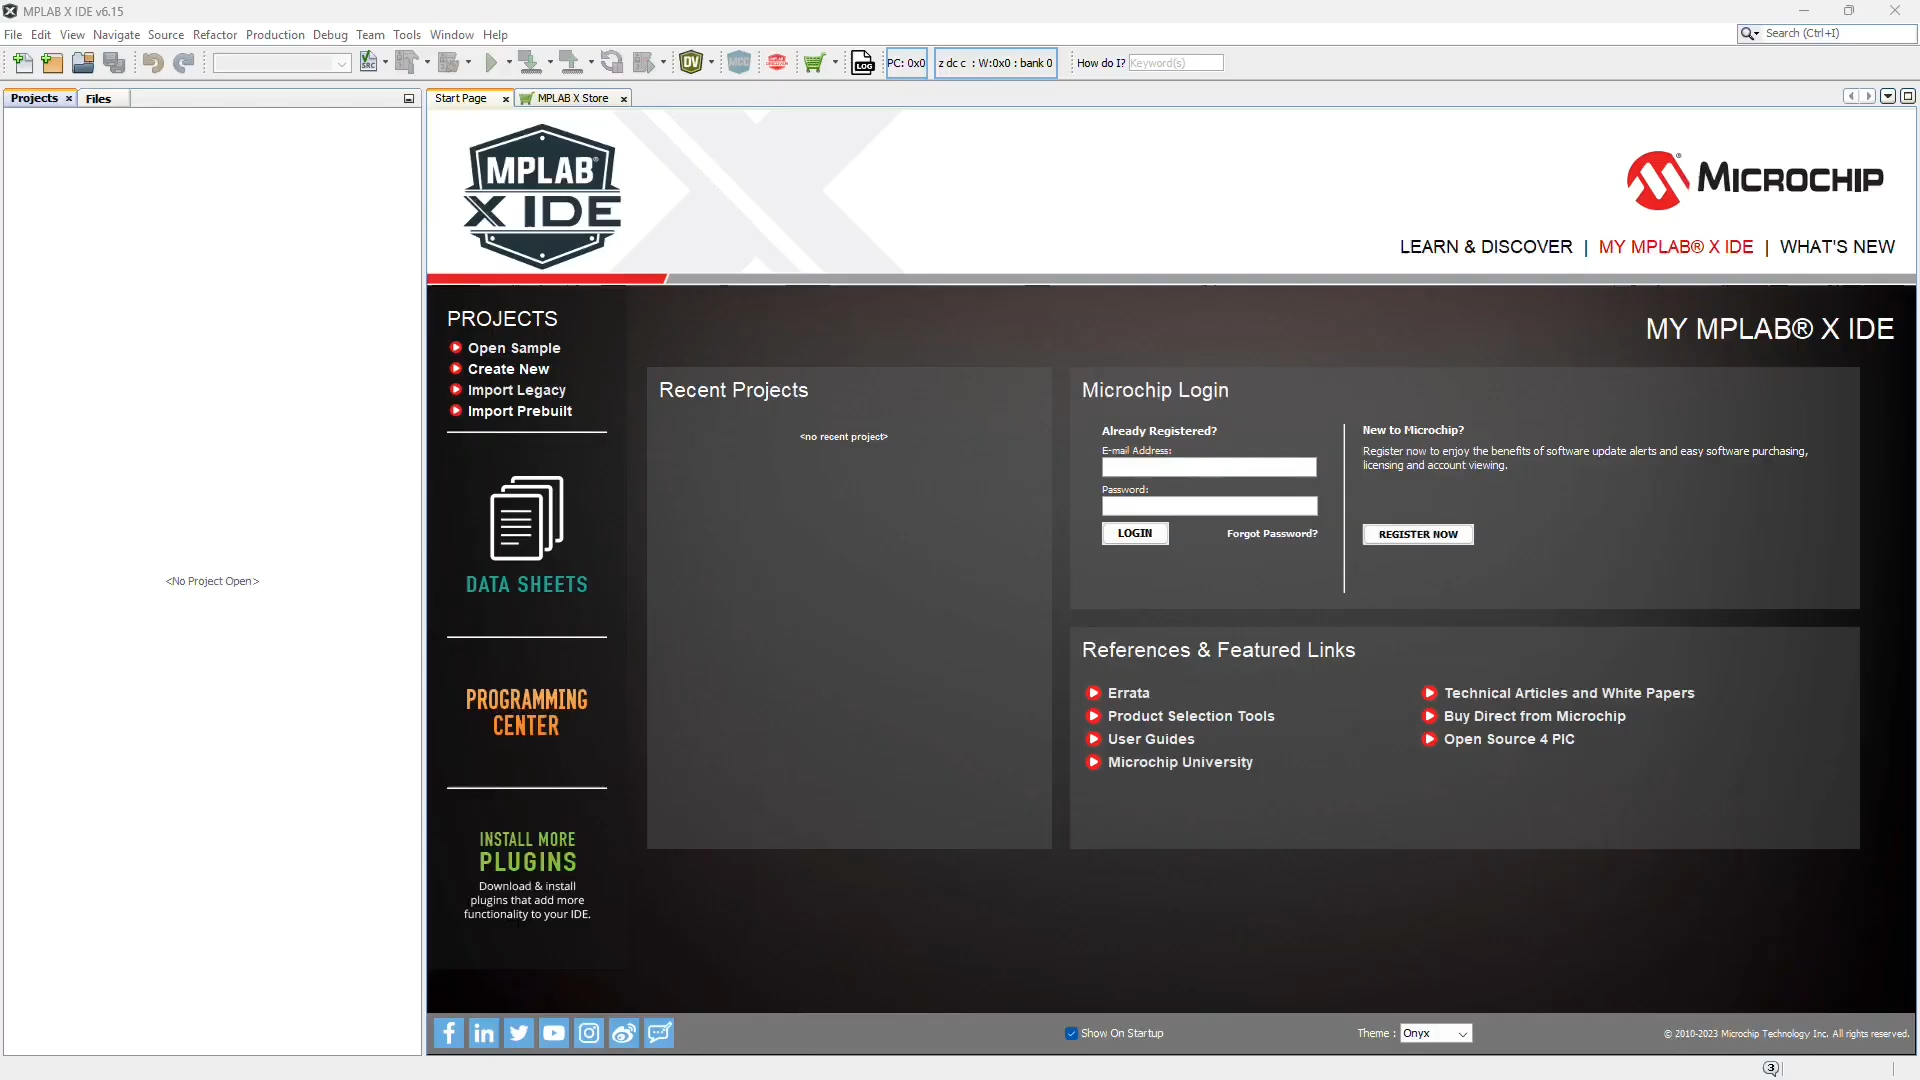 MPLAB X IDE v6.15
File Edit View Navigate Source Refactor Production Debug Team Tools Window Help
Search (Ctrl+I)
SRC
DV
MCC
LOG
PC: 0x0
z dc c : W:0x0 : bank 0
How do I? Keyword(s)
Projects Files
Start Page MPLAB X Store
MPLAB®
X IDE
MICROCHIP
LEARN & DISCOVER | MY MPLAB® X IDE | WHAT'S NEW
PROJECTS
Open Sample
Create New
Import Legacy
Import Prebuilt
DATA SHEETS
PROGRAMMING
CENTER
INSTALL MORE
PLUGINS
Download & install
plugins that add more
functionality to your IDE.
<No Project Open>
MY MPLAB® X IDE
Recent Projects
<no recent project>
Microchip Login
Already Registered?
E-mail Address:
Password:
LOGIN Forgot Password?
New to Microchip?
Register now to enjoy the benefits of software update alerts and easy software purchasing,
licensing and account viewing.
REGISTER NOW
References & Featured Links
Errata
Product Selection Tools
User Guides
Microchip University
Technical Articles and White Papers
Buy Direct from Microchip
Open Source 4 PIC
Show On Startup
Theme : Onyx
© 2010-2023 Microchip Technology Inc. All rights reserved.
3